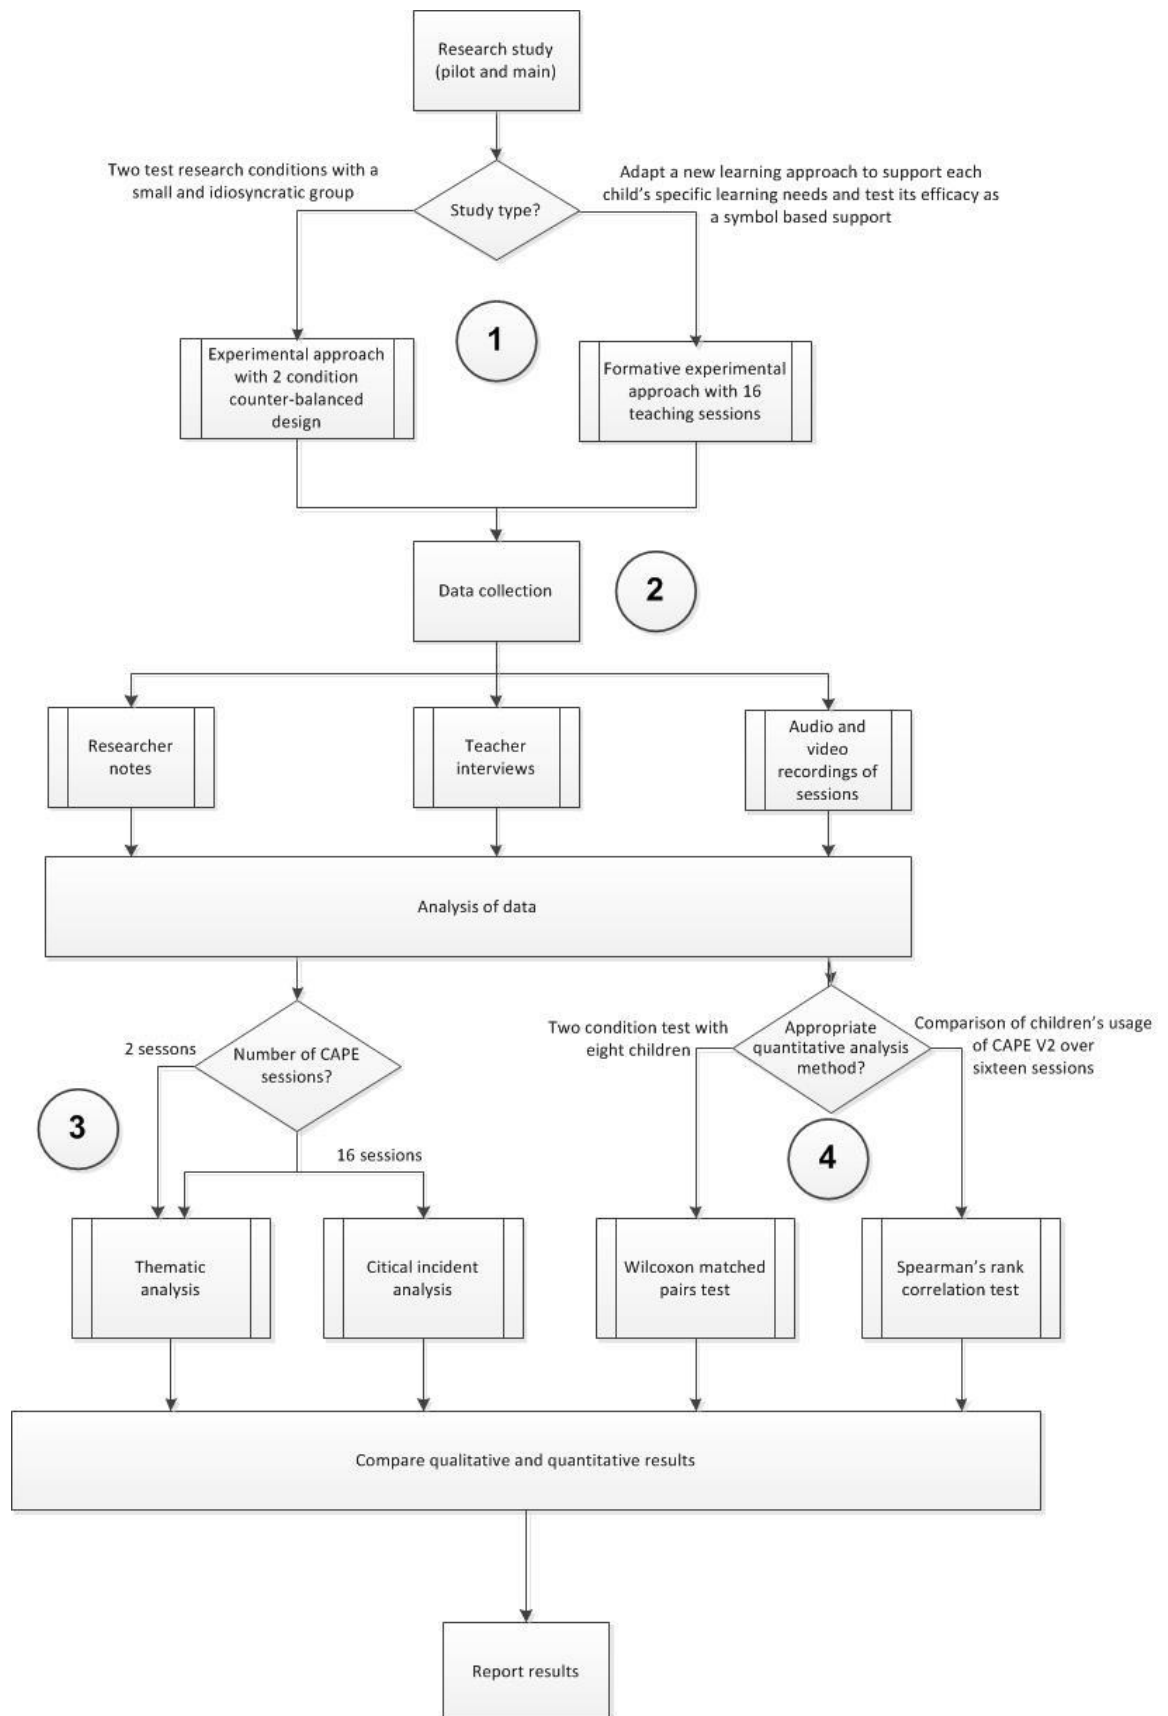 Research study
(pilot and main)
Two test research conditions with a
small and idiosyncratic group
Study type?
Adapt a new learning approach to support each
child's specific learning needs and test its efficacy as
a symbol based support
1
Experimental approach
with 2 condition
counter-balanced
design
Formative experimental
approach with 16
teaching sessions
Data collection
2
Researcher
notes
Teacher
interviews
Audio and
video
recordings of
sessions
Analysis of data
2 sessons
Number of CAPE
sessions?
Two condition test with
eight children
Appropriate
quantitative analysis
method?
Comparison of children's usage
of CAPE V2 over
sixteen sessions
3
16 sessions
4
Thematic
analysis
Citical incident
analysis
Wilcoxon matched
pairs test
Spearman's rank
correlation test
Compare qualitative and quantitative results
Report results